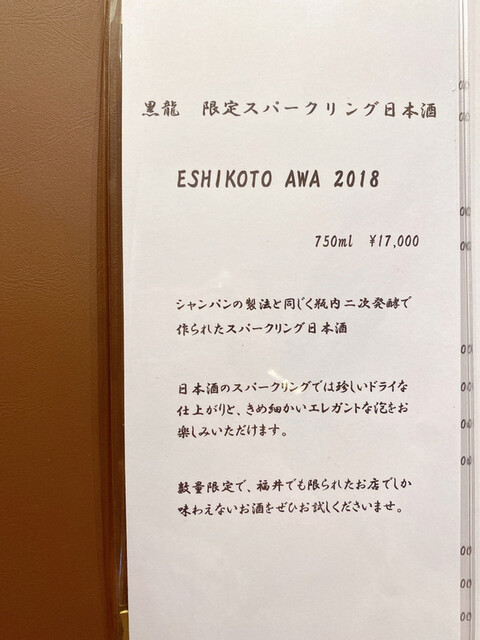 黒龍　限定スパークリング日本酒
ESHIKOTO AWA 2018
750ml ¥17,000
シャンパンの製法と同じく瓶内二次発酵で
作られたスパークリング日本酒
日本酒のスパークリングでは珍しいドライな
仕上がりと、きめ細かいエレガントな泡をお
楽しみいただけます。
数量限定で、福井でも限られたお店でしか
味わえないお酒をぜひお試しくださいませ。